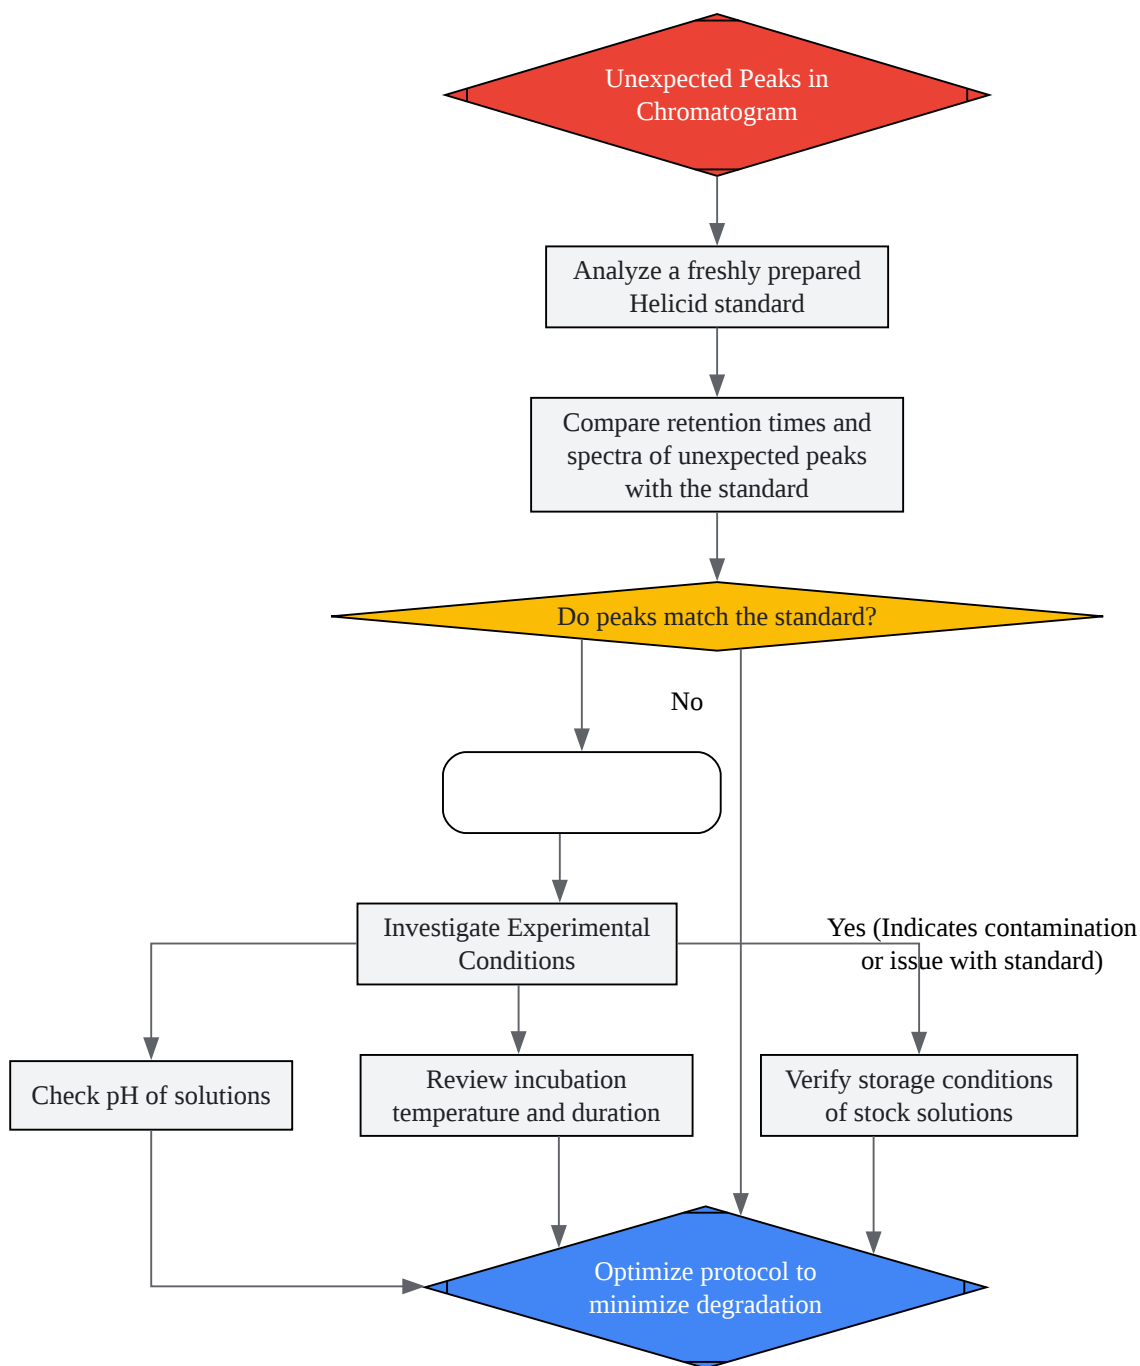 Unexpected Peaks in
Chromatogram
Analyze a freshly prepared
Helicid standard
Compare retention times and
spectra of unexpected peaks
with the standard
Do peaks match the standard?
No
Investigate Experimental
Conditions
Yes (Indicates contamination
or issue with standard)
Check pH of solutions
Review incubation
temperature and duration
Verify storage conditions
of stock solutions
Optimize protocol to
minimize degradation